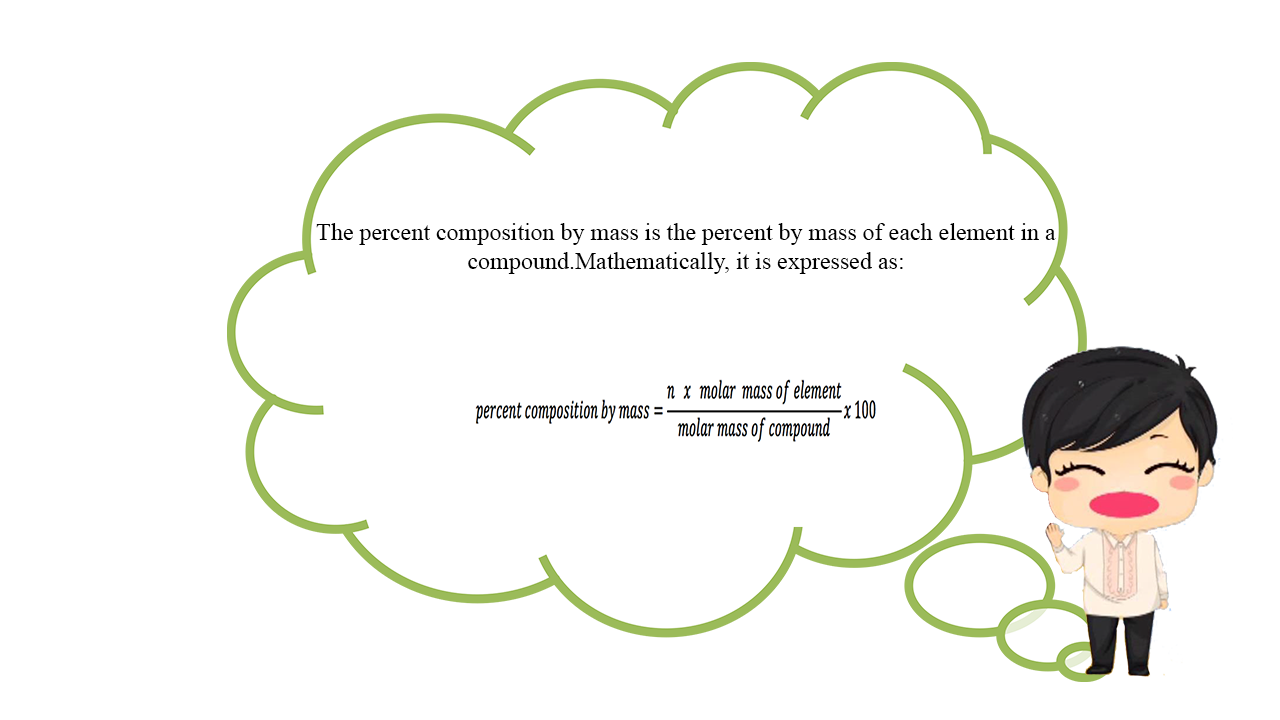 The percent composition by mass is the percent by mass of each element in a
compound.Mathematically, it is expressed as:
n x molar mass of element
percent composition by mass = x 100
molar mass of compound